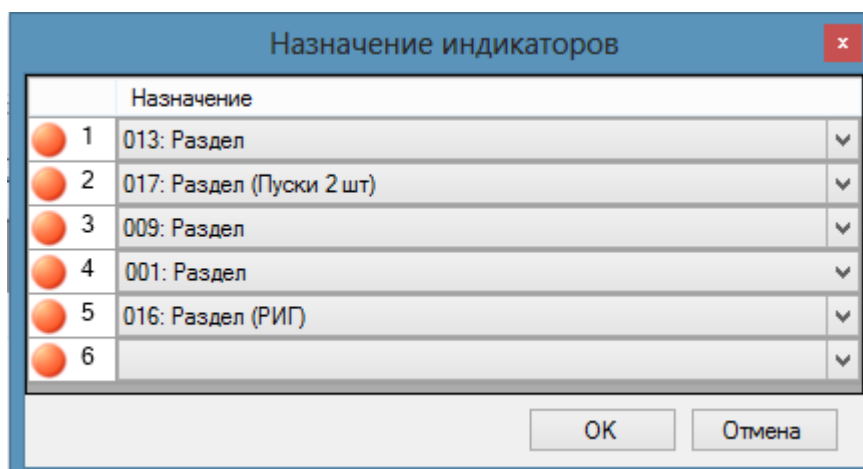 Назначение индикаторов
x
Назначение
1 013: Раздел
2 017: Раздел (Пуски 2 шт)
3 009: Раздел
4 001: Раздел
5 016: Раздел (РИГ)
6
OK Отмена